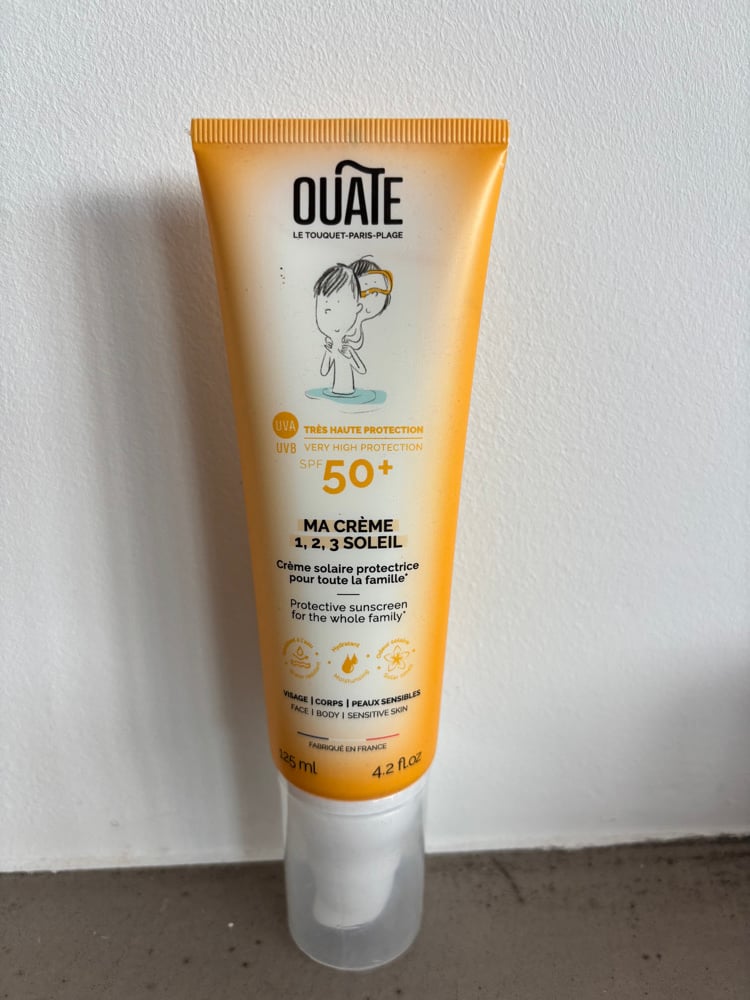 OUATE
LE TOUQUET-PARIS-PLAGE
UVA
TRÈS HAUTE PROTECTION
UVB
VERY HIGH PROTECTION
SPF 50+
MA CRÈME
1, 2, 3 SOLEIL
Crème solaire protectrice
pour toute la famille*
Protective sunscreen
for the whole family*
Hydratant
Moisturising
VISAGE | CORPS | PEAUX SENSIBLES
FACE | BODY | SENSITIVE SKIN
FABRIQUÉ EN FRANCE
125 ml
4.2 fl.oz